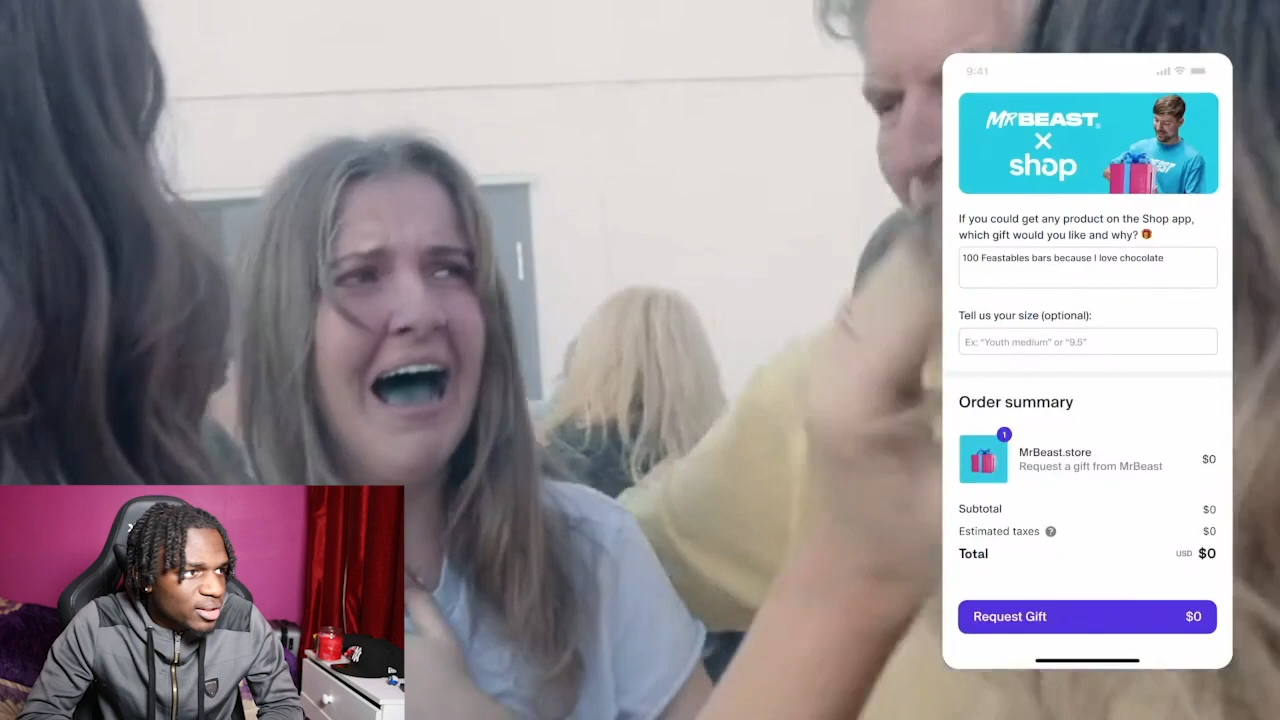 9:41
MRBEAST
X
shop
If you could get any product on the Shop app,
which gift would you like and why? 🎁
100 Feastables bars because I love chocolate
Tell us your size (optional):
Ex: “Youth medium” or “9.5”
Order summary
1
MrBeast.store
$0
Request a gift from MrBeast
Subtotal $0
Estimated taxes ? $0
Total USD $0
Request Gift $0